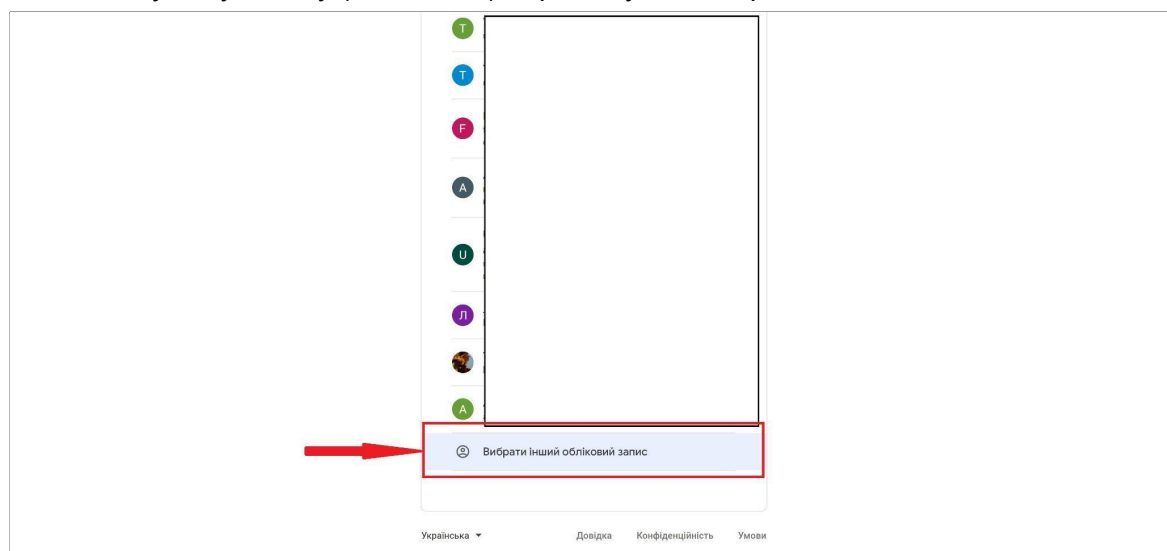 Т
Т
F
A
U
Л
A
Вибрати інший обліковий запис
Українська
Довідка Конфіденційність Умови